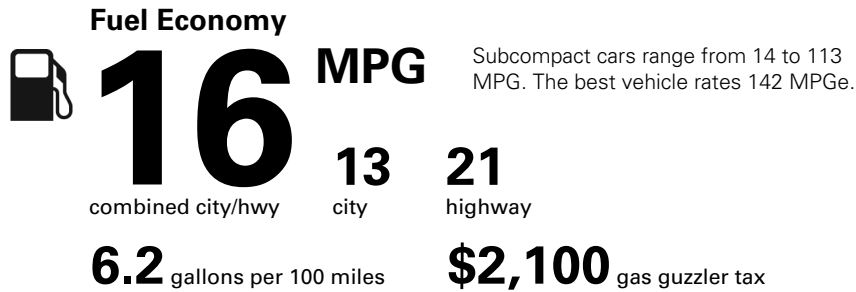 Fuel Economy
16 MPG
Subcompact cars range from 14 to 113
MPG. The best vehicle rates 142 MPGe.
13 21
combined city/hwy city highway
6.2 gallons per 100 miles $2,100 gas guzzler tax